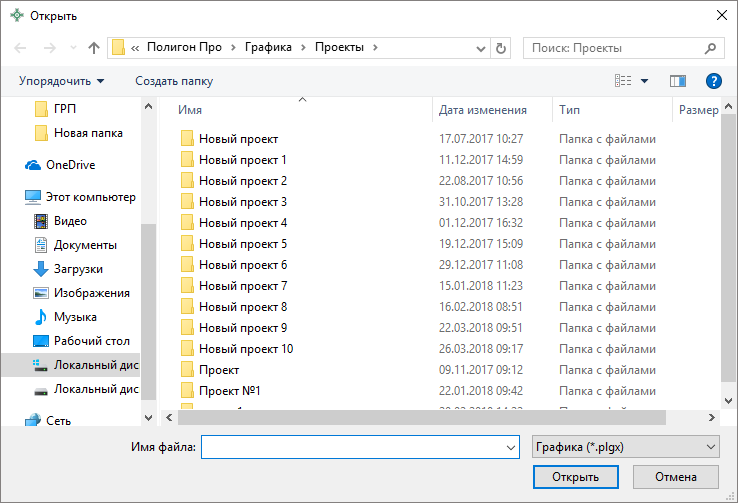 Открыть
« Полигон Про › Графика › Проекты ›
Поиск: Проекты
Упорядочить
Создать папку
?
ГРП
Новая папка
OneDrive
Этот компьютер
Видео
Документы
Загрузки
Изображения
Музыка
Рабочий стол
Локальный дис
Локальный дис
Сеть
Имя Дата изменения Тип Размер
Новый проект 17.07.2017 10:27 Папка с файлами
Новый проект 1 11.12.2017 14:59 Папка с файлами
Новый проект 2 22.08.2017 10:56 Папка с файлами
Новый проект 3 31.10.2017 13:28 Папка с файлами
Новый проект 4 01.12.2017 16:32 Папка с файлами
Новый проект 5 19.12.2017 15:09 Папка с файлами
Новый проект 6 29.12.2017 11:08 Папка с файлами
Новый проект 7 15.01.2018 11:23 Папка с файлами
Новый проект 8 16.02.2018 08:51 Папка с файлами
Новый проект 9 22.03.2018 09:51 Папка с файлами
Новый проект 10 26.03.2018 09:17 Папка с файлами
Проект 09.11.2017 09:12 Папка с файлами
Проект №1 22.01.2018 09:42 Папка с файлами
Имя файла:
Графика (*.plgx)
Открыть
Отмена